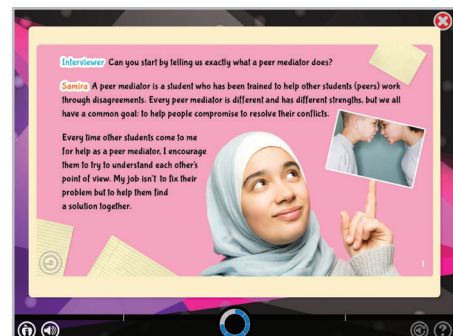 Interviewer Can you start by telling us exactly what a peer mediator does?
Samira A peer mediator is a student who has been trained to help other students (peers) work
through disagreements. Every peer mediator is different and has different strengths, but we all
have a common goal: to help people compromise to resolve their conflicts.
Every time other students come to me
for help as a peer mediator, I encourage
them to try to understand each other's
point of view. My job isn't to fix their
problem but to help them find
a solution together.
1
?